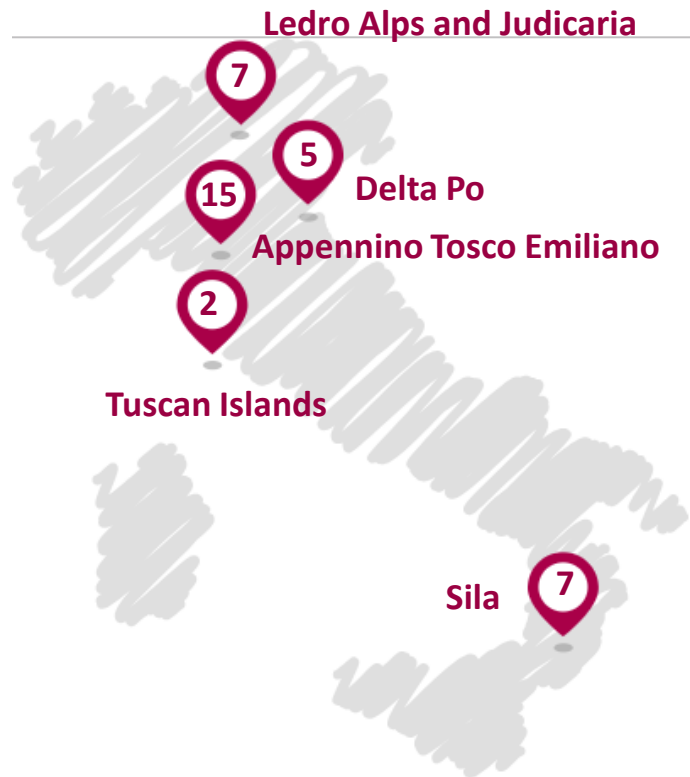 Ledro Alps and Judicaria
7
5
Delta Po
15
Appennino Tosco Emiliano
2
Tuscan Islands
Sila
7